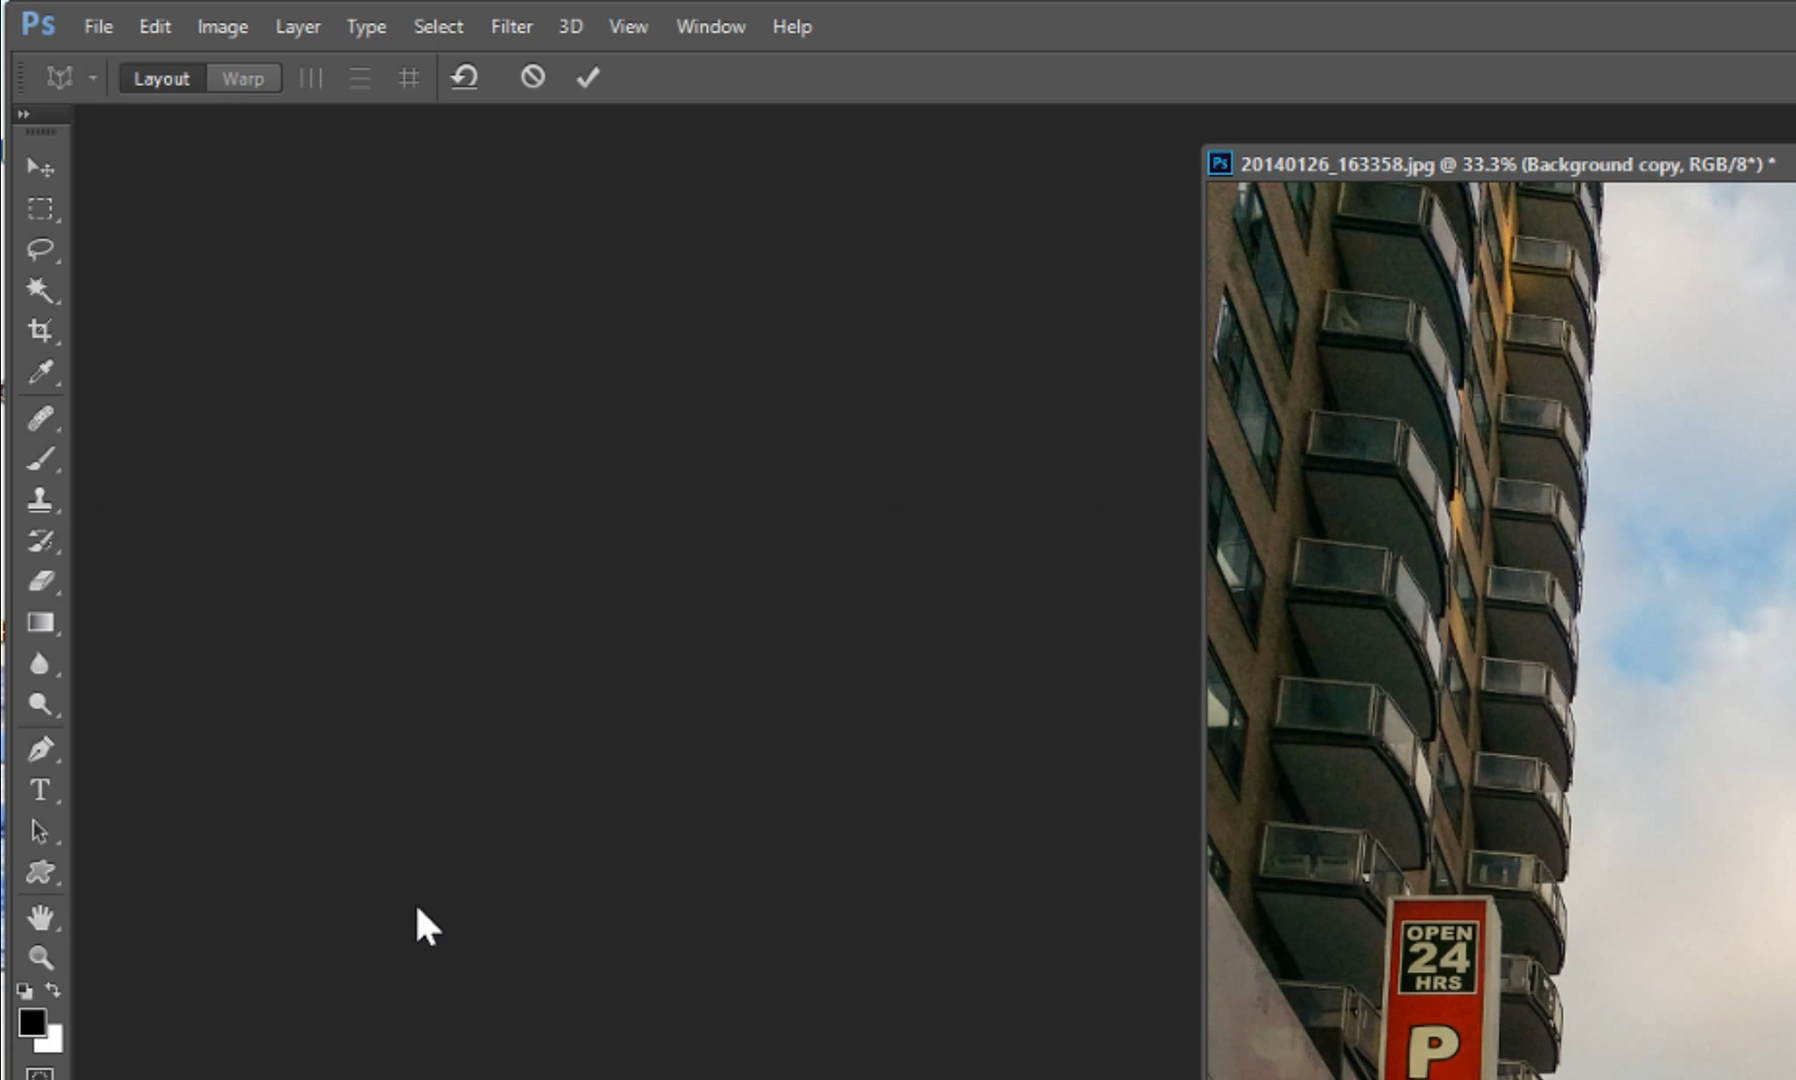 Ps File Edit Image Layer Type Select Filter 3D View Window Help
Layout Warp
Ps 20140126_163358.jpg @ 33.3% (Background copy, RGB/8*) *
T
OPEN
24
HRS
P